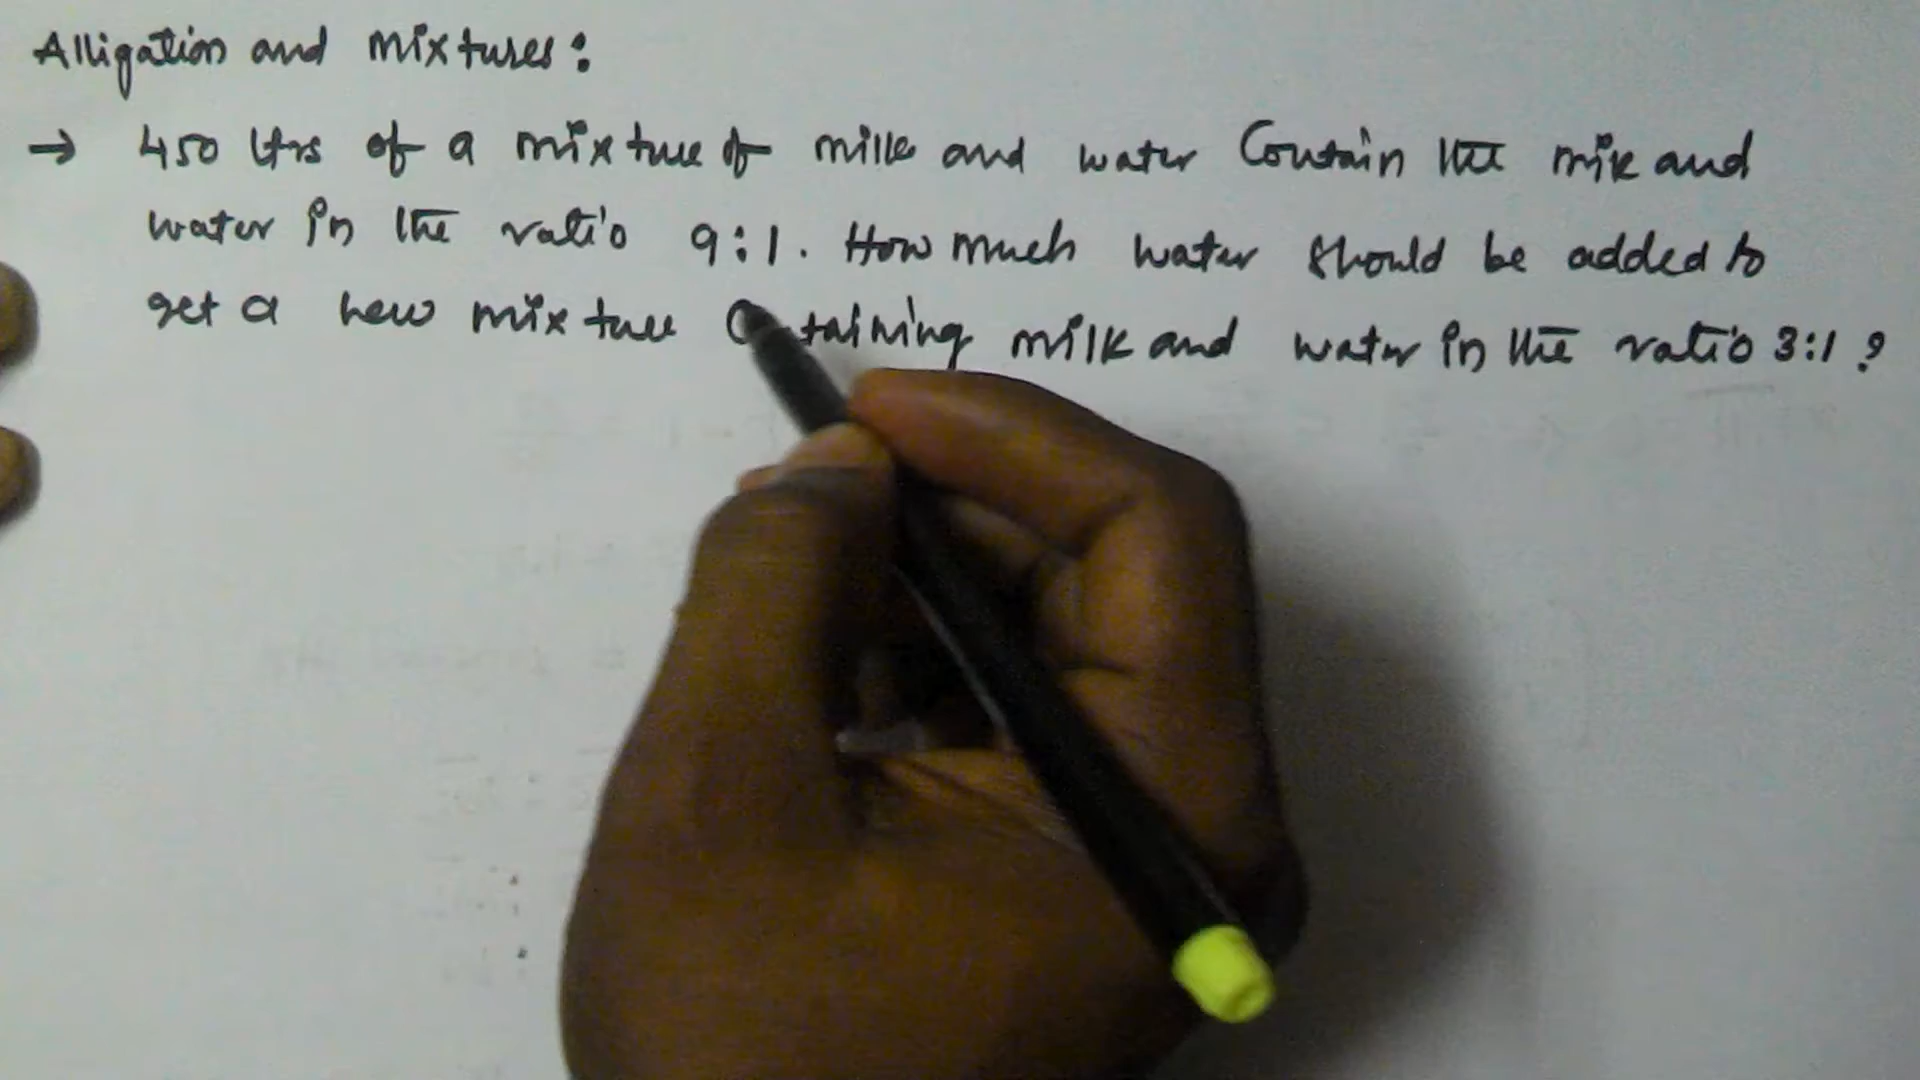 Alligation and mixtures:
→ 450 ltrs of a mixture of milk and water Contain the mik and
water in the ratio 9:1. How much water should be added to
get a new mixture milk and water in the ratio 3:1?